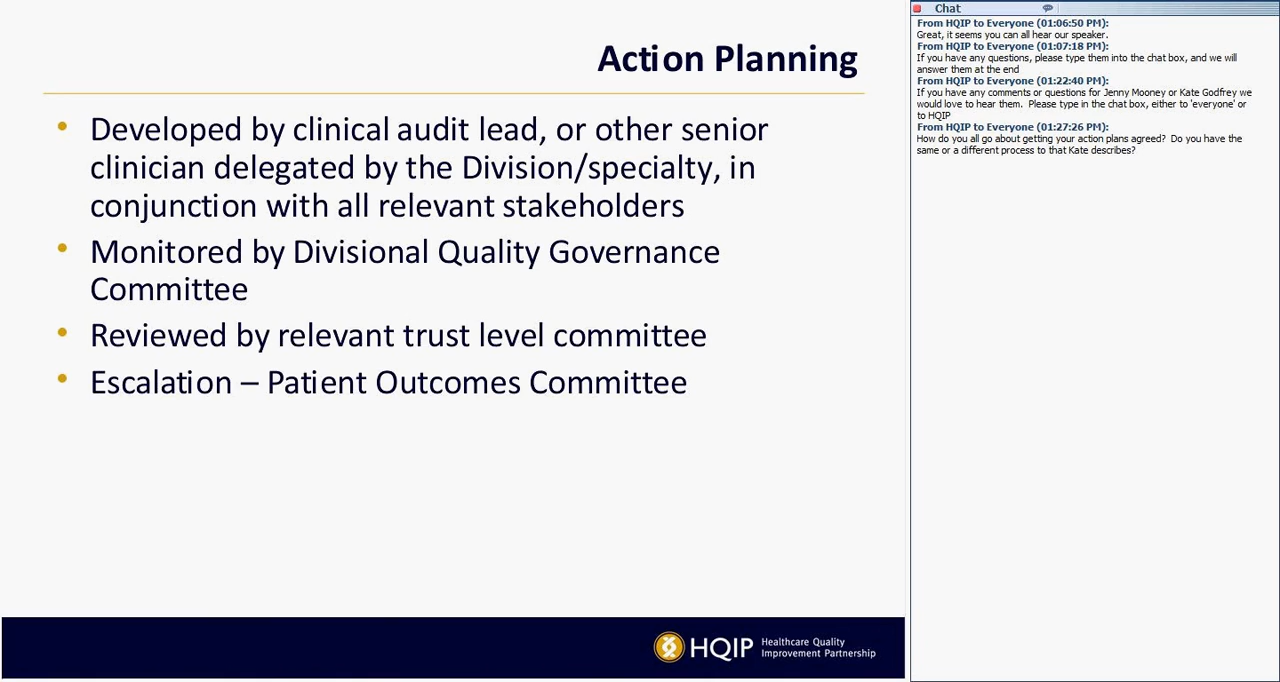 Action Planning
• Developed by clinical audit lead, or other senior
clinician delegated by the Division/specialty, in
conjunction with all relevant stakeholders
• Monitored by Divisional Quality Governance
Committee
• Reviewed by relevant trust level committee
• Escalation – Patient Outcomes Committee
HQIP
Healthcare Quality
Improvement Partnership
Chat
From HQIP to Everyone (01:06:50 PM):
Great, it seems you can all hear our speaker.
From HQIP to Everyone (01:07:18 PM):
If you have any questions, please type them into the chat box, and we will
answer them at the end
From HQIP to Everyone (01:22:40 PM):
If you have any comments or questions for Jenny Mooney or Kate Godfrey we
would love to hear them.  Please type in the chat box, either to 'everyone' or
to HQIP
From HQIP to Everyone (01:27:26 PM):
How do you all go about getting your action plans agreed?  Do you have the
same or a different process to that Kate describes?